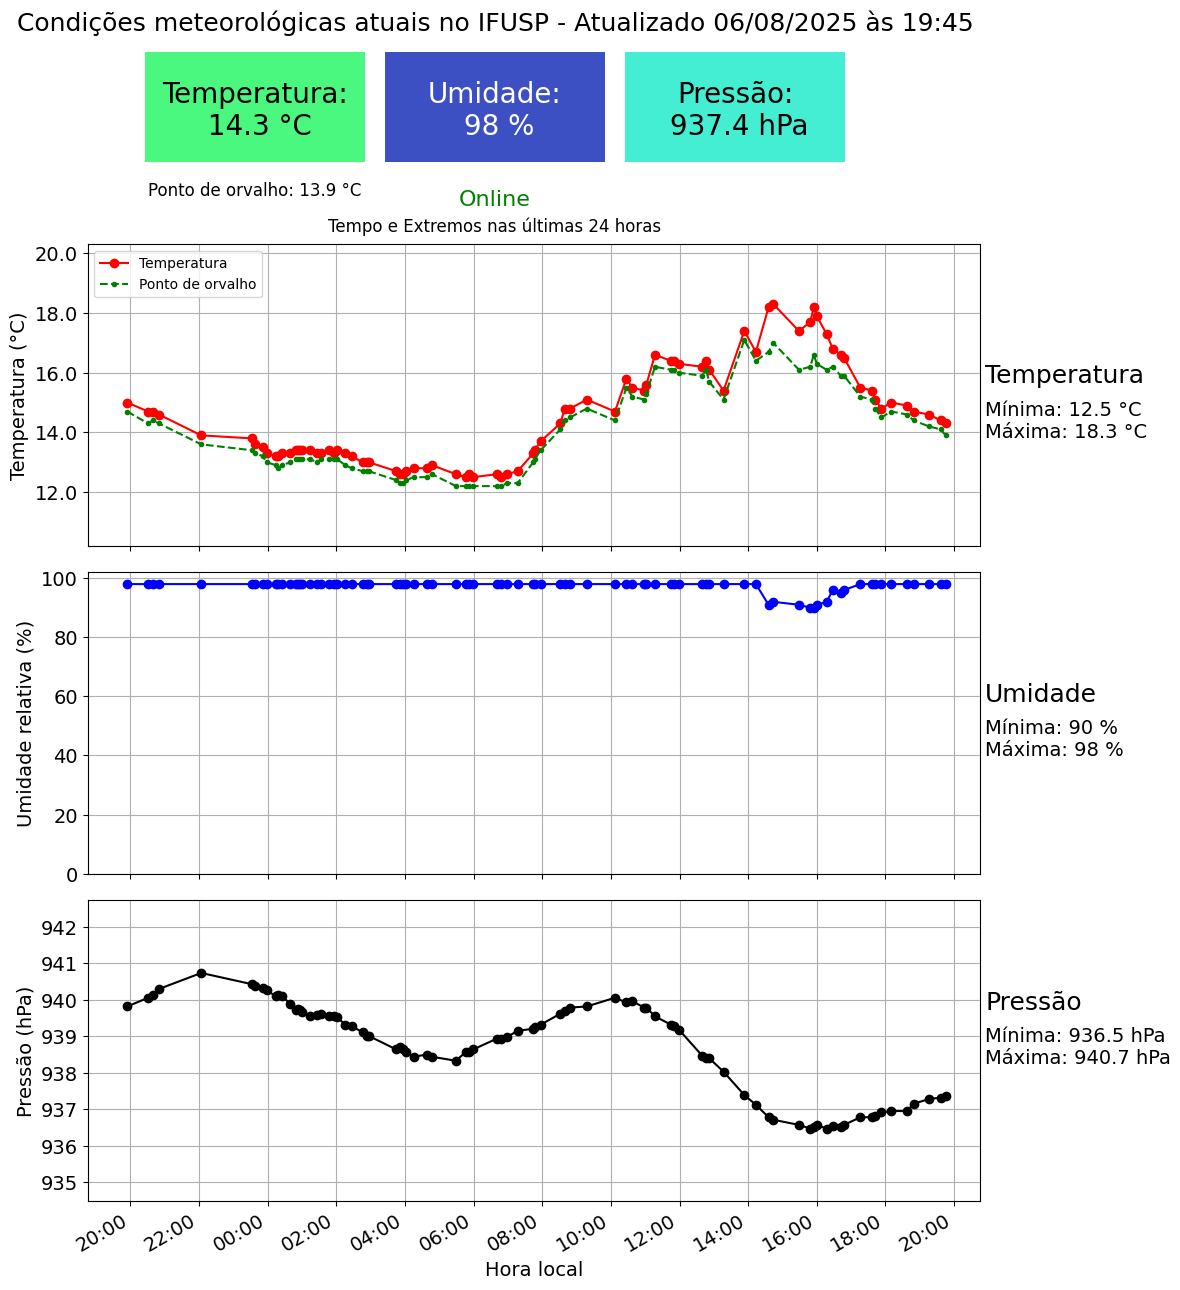 Condições meteorológicas atuais no IFUSP - Atualizado 06/08/2025 às 19:45
Temperatura:
14.3 °C
Umidade:
98 %
Pressão:
937.4 hPa
Ponto de orvalho: 13.9 °C
Online
Tempo e Extremos nas últimas 24 horas
Temperatura
Ponto de orvalho
Temperatura (°C)
20.0
18.0
16.0
14.0
12.0
Temperatura
Mínima: 12.5 °C
Máxima: 18.3 °C
Umidade relativa (%)
100
80
60
40
20
0
Umidade
Mínima: 90 %
Máxima: 98 %
Pressão (hPa)
942
941
940
939
938
937
936
935
Pressão
Mínima: 936.5 hPa
Máxima: 940.7 hPa
20:00
22:00
00:00
02:00
04:00
06:00
08:00
10:00
12:00
14:00
16:00
18:00
20:00
Hora local